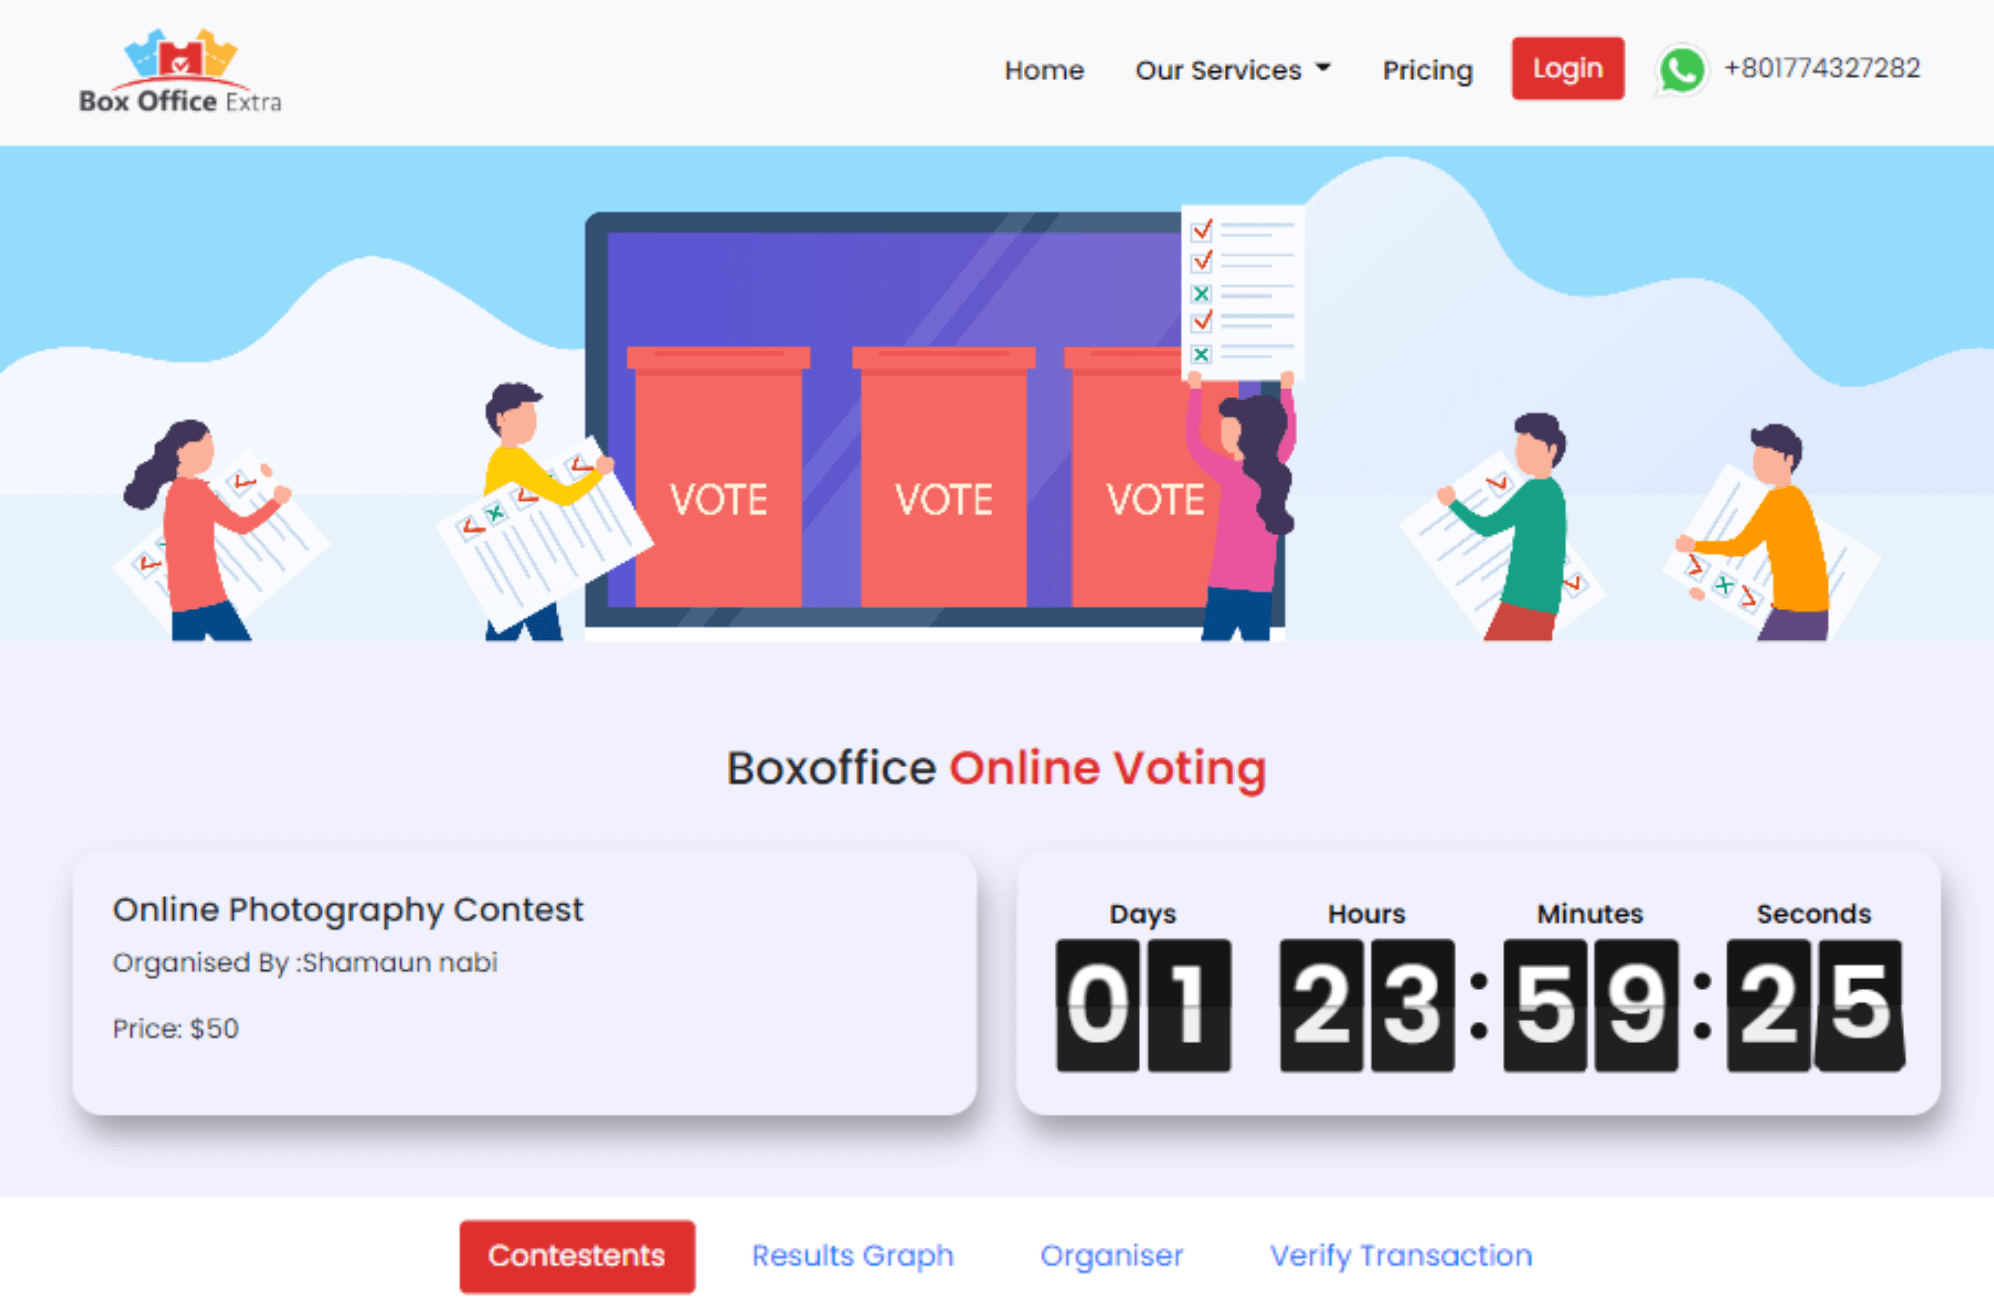 Box Office Extra
Home Our Services Pricing Login +801774327282
VOTE VOTE VOTE
Boxoffice Online Voting
Online Photography Contest
Organised By :Shamaun nabi
Price: $50
Days Hours Minutes Seconds
01 23 : 59 : 25
Contestents Results Graph Organiser Verify Transaction